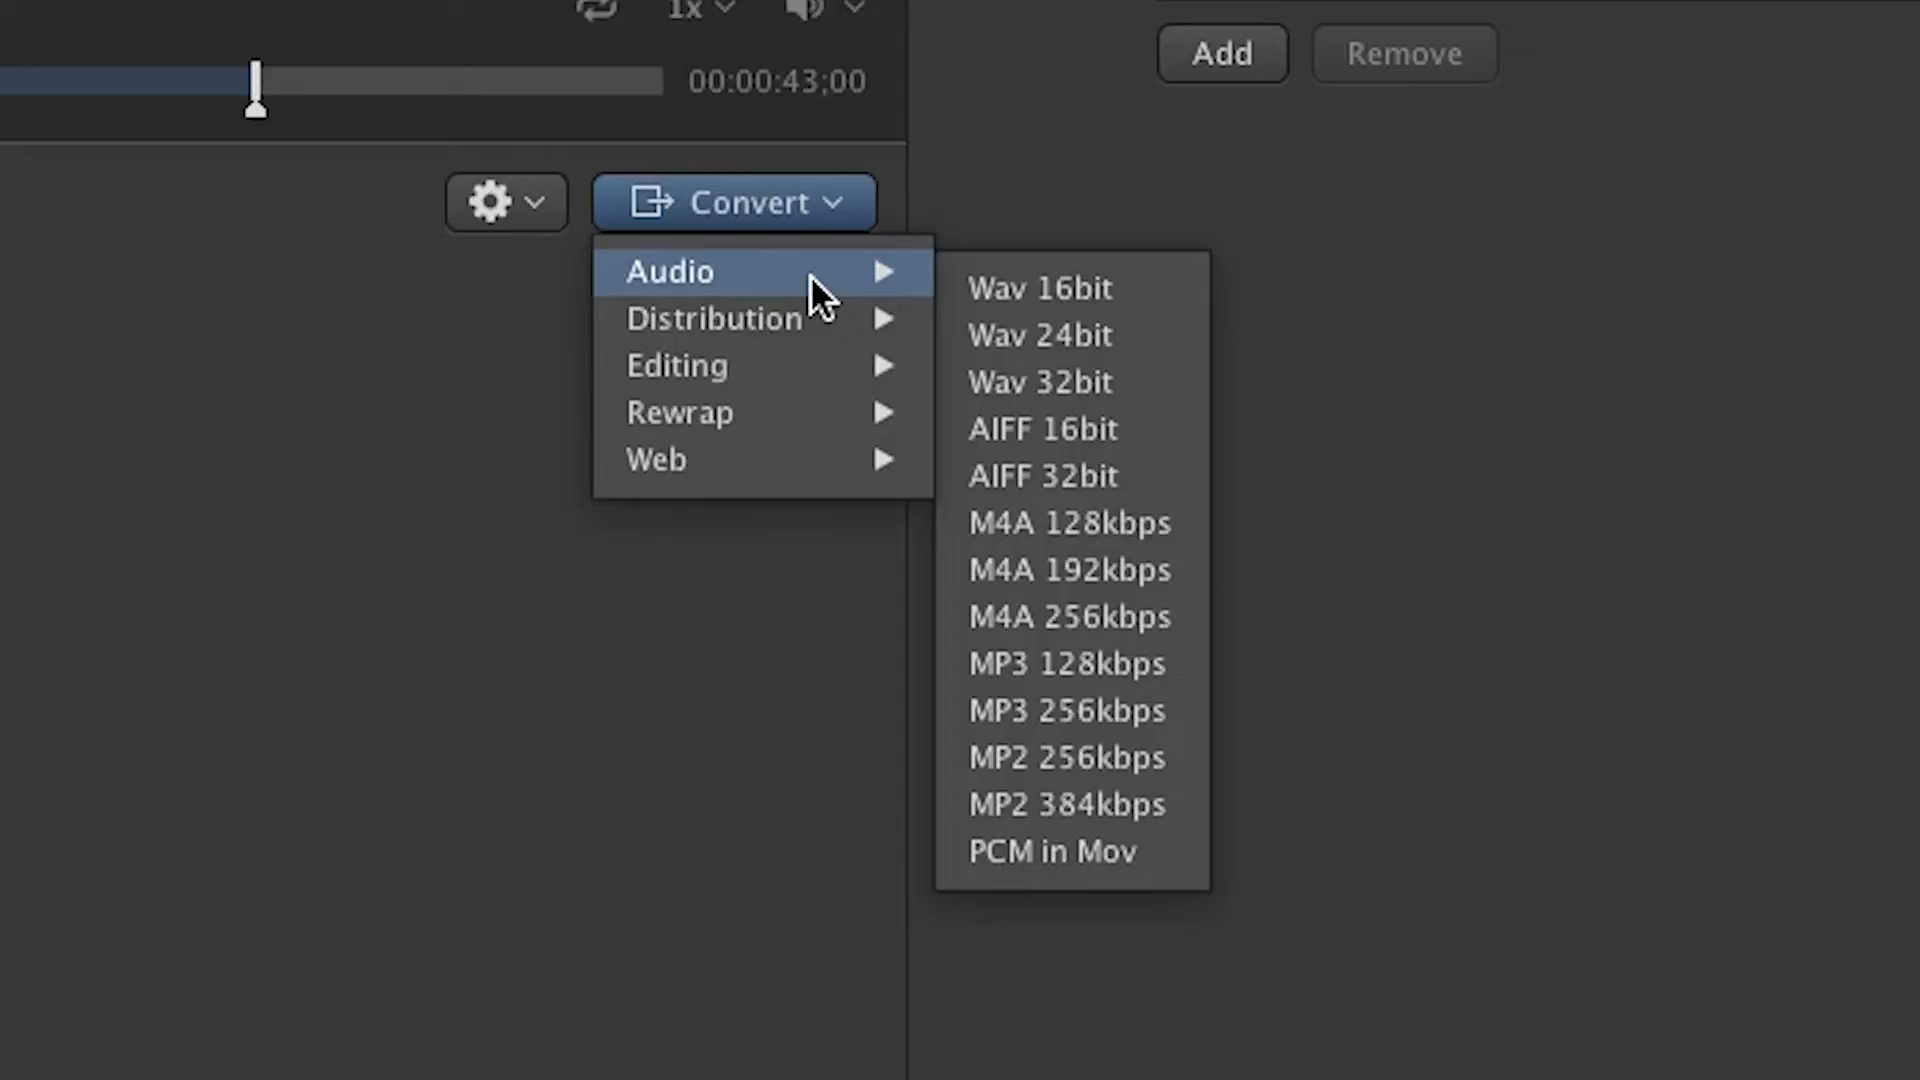 1x
Add
Remove
00:00:43;00
Convert
Audio
Distribution
Editing
Rewrap
Web
Wav 16bit
Wav 24bit
Wav 32bit
AIFF 16bit
AIFF 32bit
M4A 128kbps
M4A 192kbps
M4A 256kbps
MP3 128kbps
MP3 256kbps
MP2 256kbps
MP2 384kbps
PCM in Mov